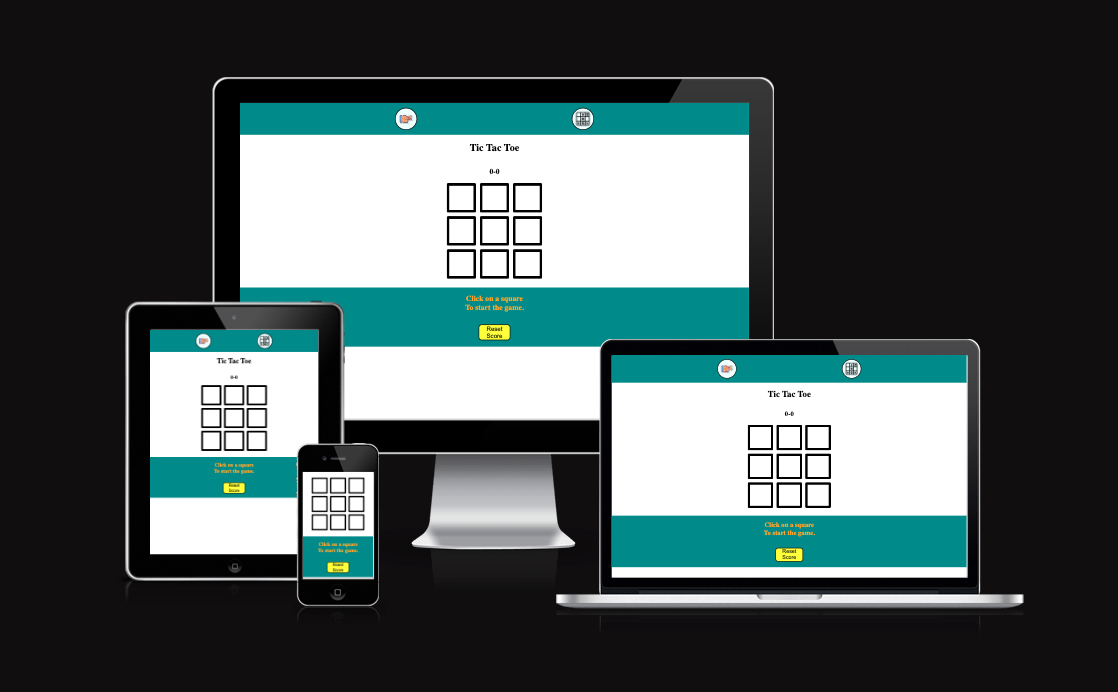 Tic Tac Toe
0-0
Click on a square
To start the game.
Reset
Score
Tic Tac Toe
0-0
Click on a square
To start the game.
Reset
Score
Click on a square
To start the game.
Reset
Score
Tic Tac Toe
0-0
Click on a square
To start the game.
Reset
Score